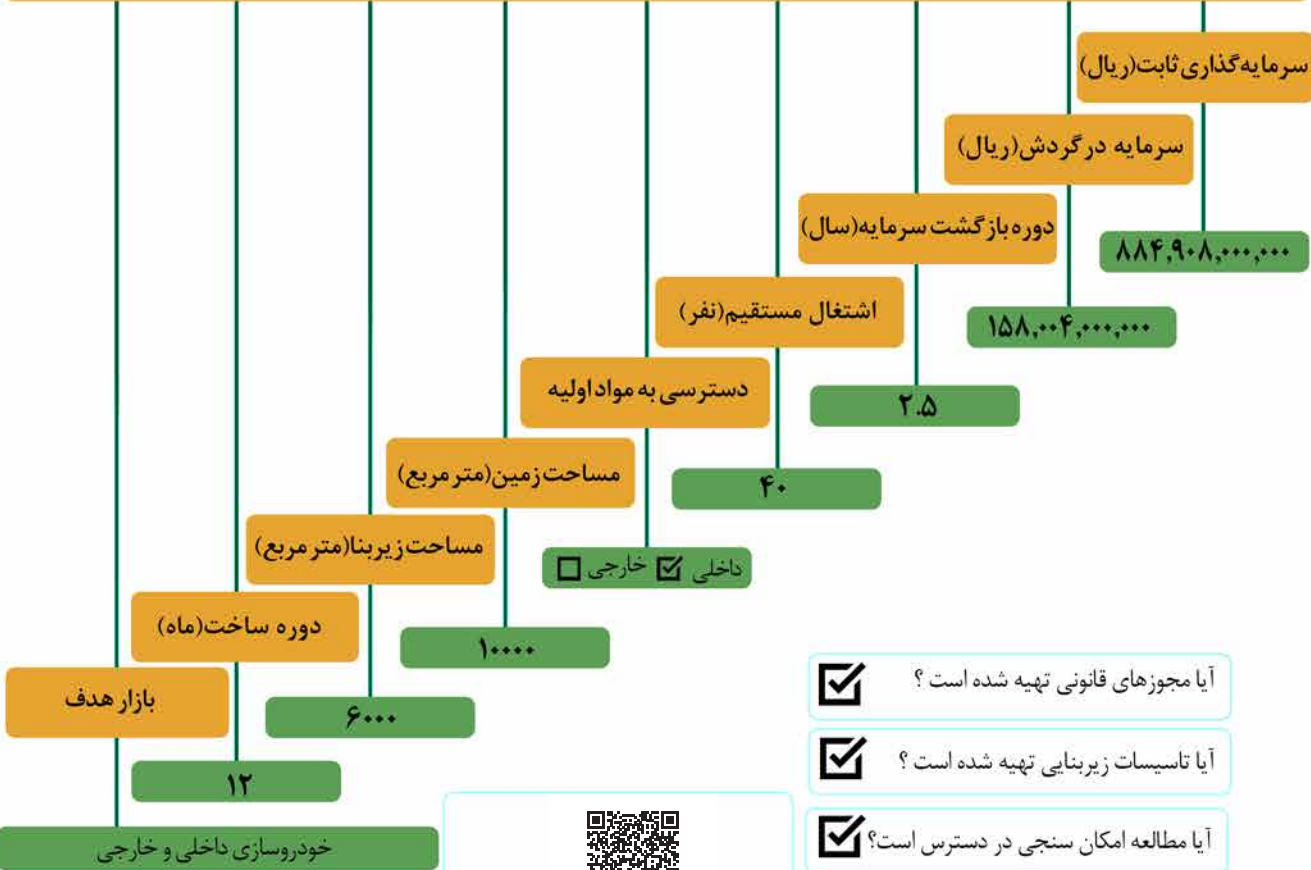 سرمایه‌گذاری ثابت(ریال)
۸۸۴,۹۰۸,۰۰۰,۰۰۰
سرمایه در گردش(ریال)
۱۵۸,۰۰۴,۰۰۰,۰۰۰
دوره بازگشت سرمایه(سال)
۲.۵
اشتغال مستقیم(نفر)
۴۰
دسترسی به مواد اولیه
داخلی ☑ خارجی ☐
مساحت زمین(متر مربع)
۱۰۰۰۰
مساحت زیربنا(متر مربع)
۶۰۰۰
دوره ساخت(ماه)
۱۲
بازار هدف
خودروسازی داخلی و خارجی
آیا مجوزهای قانونی تهیه شده است ؟ ☑
آیا تاسیسات زیربنایی تهیه شده است ؟ ☑
آیا مطالعه امکان سنجی در دسترس است؟ ☑